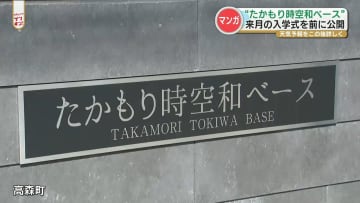 マンガ
"たかもり時空和ベース"
来月の入学式を前に公開
天気予報をこの後詳しく
たかもり時空和ベース
TAKAMORI TOKIWA BASE
高森町